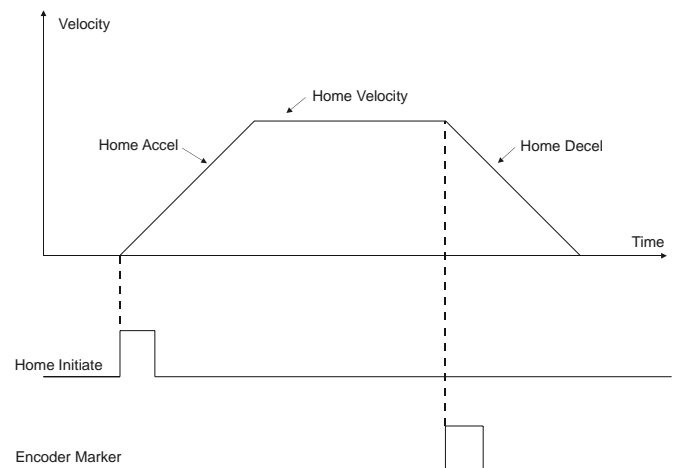 Velocity
Home Velocity
Home Accel
Home Decel
Time
Home Initiate
Encoder Marker